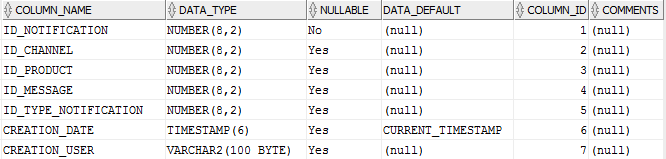 COLUMN_NAME DATA_TYPE NULLABLE DATA_DEFAULT COLUMN_ID COMMENTS
ID_NOTIFICATION NUMBER(8,2) No (null) 1 (null)
ID_CHANNEL NUMBER(8,2) Yes (null) 2 (null)
ID_PRODUCT NUMBER(8,2) Yes (null) 3 (null)
ID_MESSAGE NUMBER(8,2) Yes (null) 4 (null)
ID_TYPE_NOTIFICATION NUMBER(8,2) Yes (null) 5 (null)
CREATION_DATE TIMESTAMP(6) Yes CURRENT_TIMESTAMP 6 (null)
CREATION_USER VARCHAR2(100 BYTE) Yes (null) 7 (null)